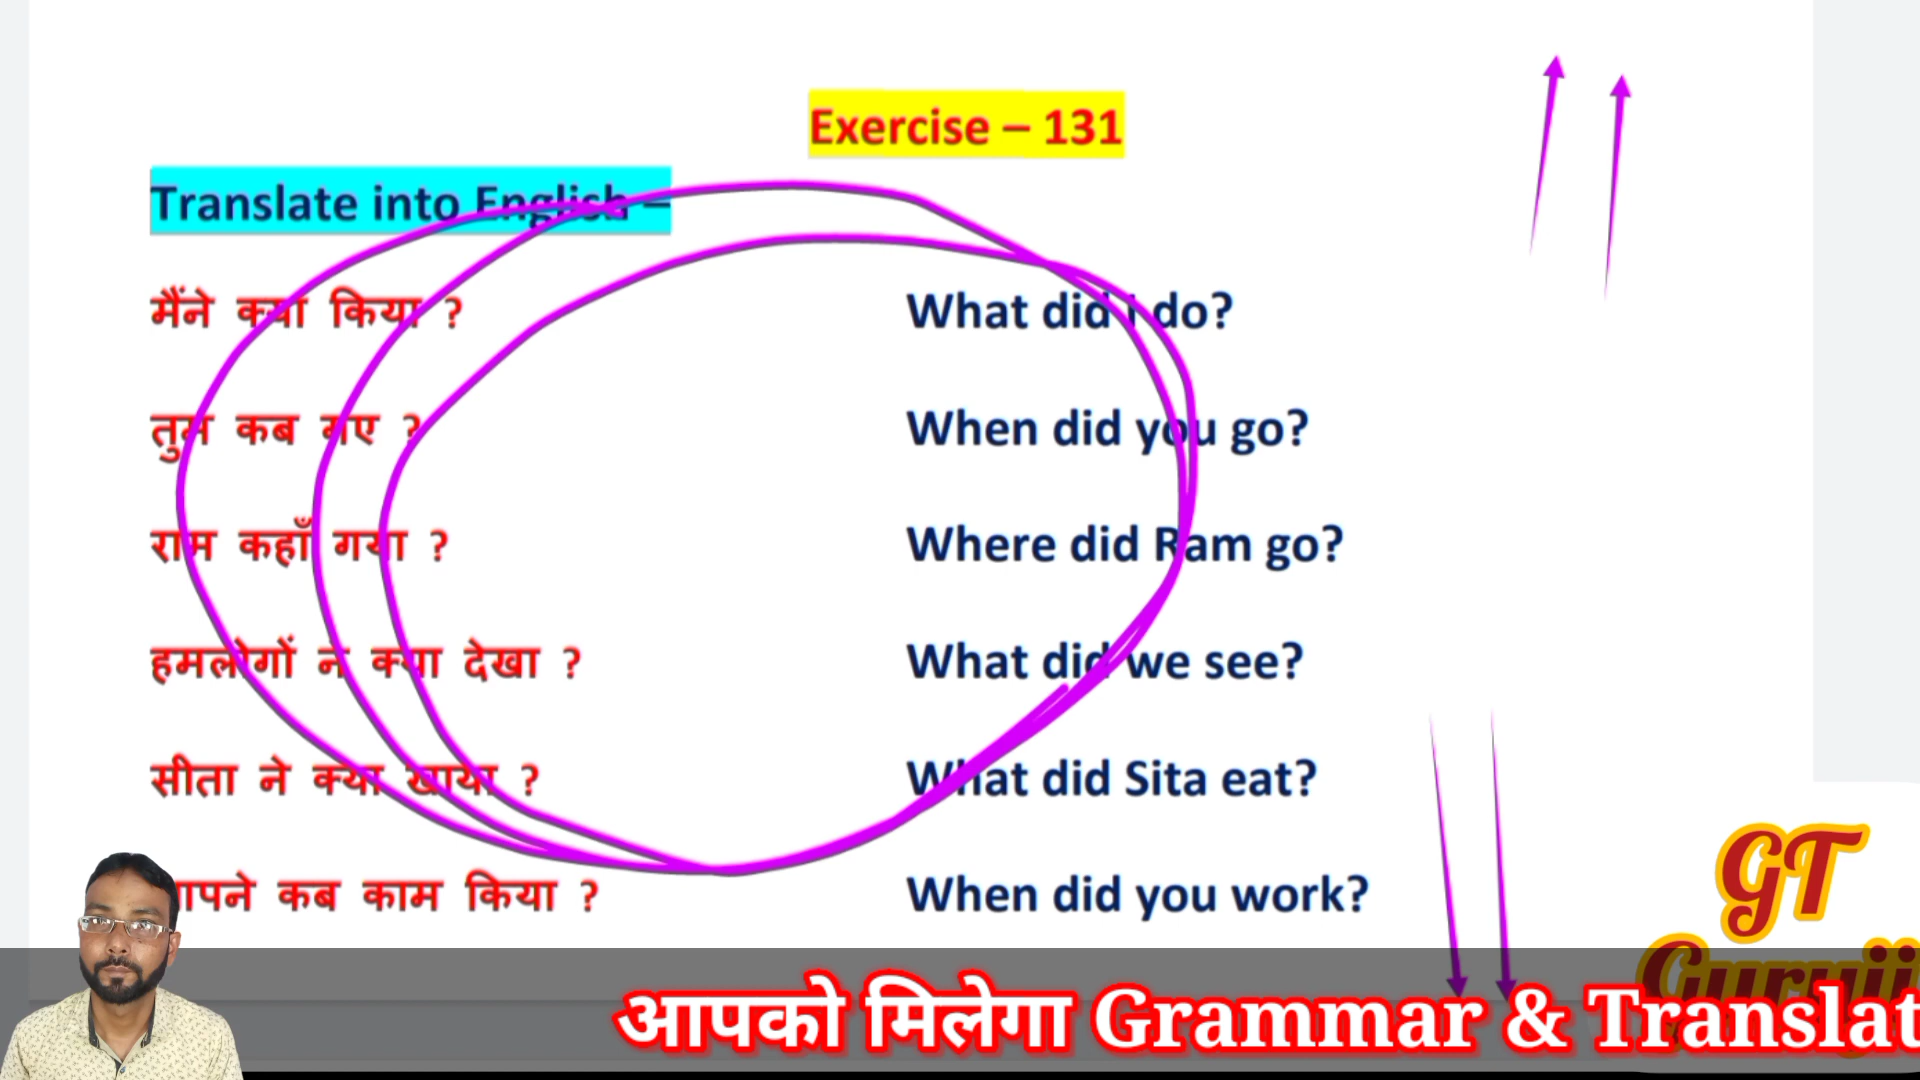 Exercise – 131
Translate into English –
मैंने क्या किया ? What did I do?
तुम कब गए ? When did you go?
राम कहाँ गया ? Where did Ram go?
हमलोगों ने क्या देखा ? What did we see?
सीता ने क्या खाया ? What did Sita eat?
आपने कब काम किया ? When did you work?
GT
Guruji
आपको मिलेगा Grammar & Translat